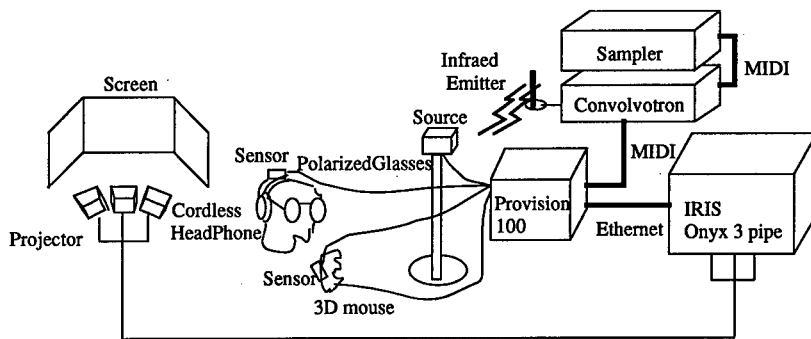 Sampler
MIDI
Infraed
Emitter
Convolvotron
Screen
Source
MIDI
Sensor
PolarizedGlasses
Provision
100
IRIS
Onyx 3 pipe
Ethernet
Cordless
HeadPhone
Projector
Sensor
3D mouse